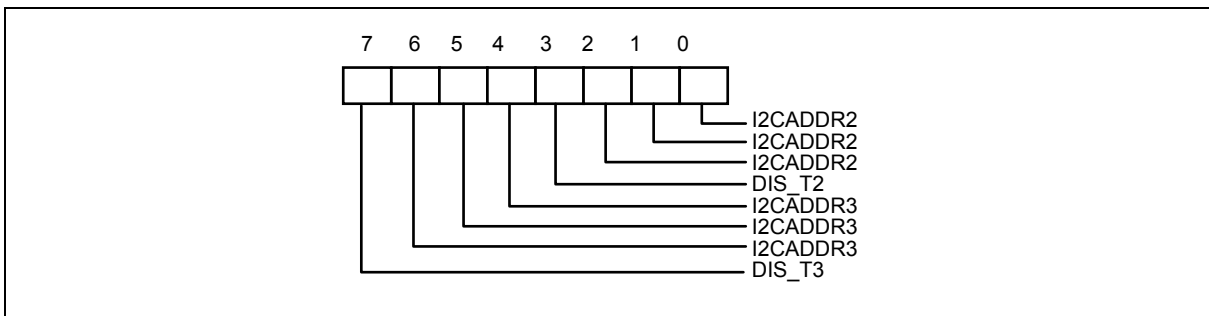 7 6 5 4 3 2 1 0
I2CADDR2
I2CADDR2
I2CADDR2
DIS_T2
I2CADDR3
I2CADDR3
I2CADDR3
DIS_T3